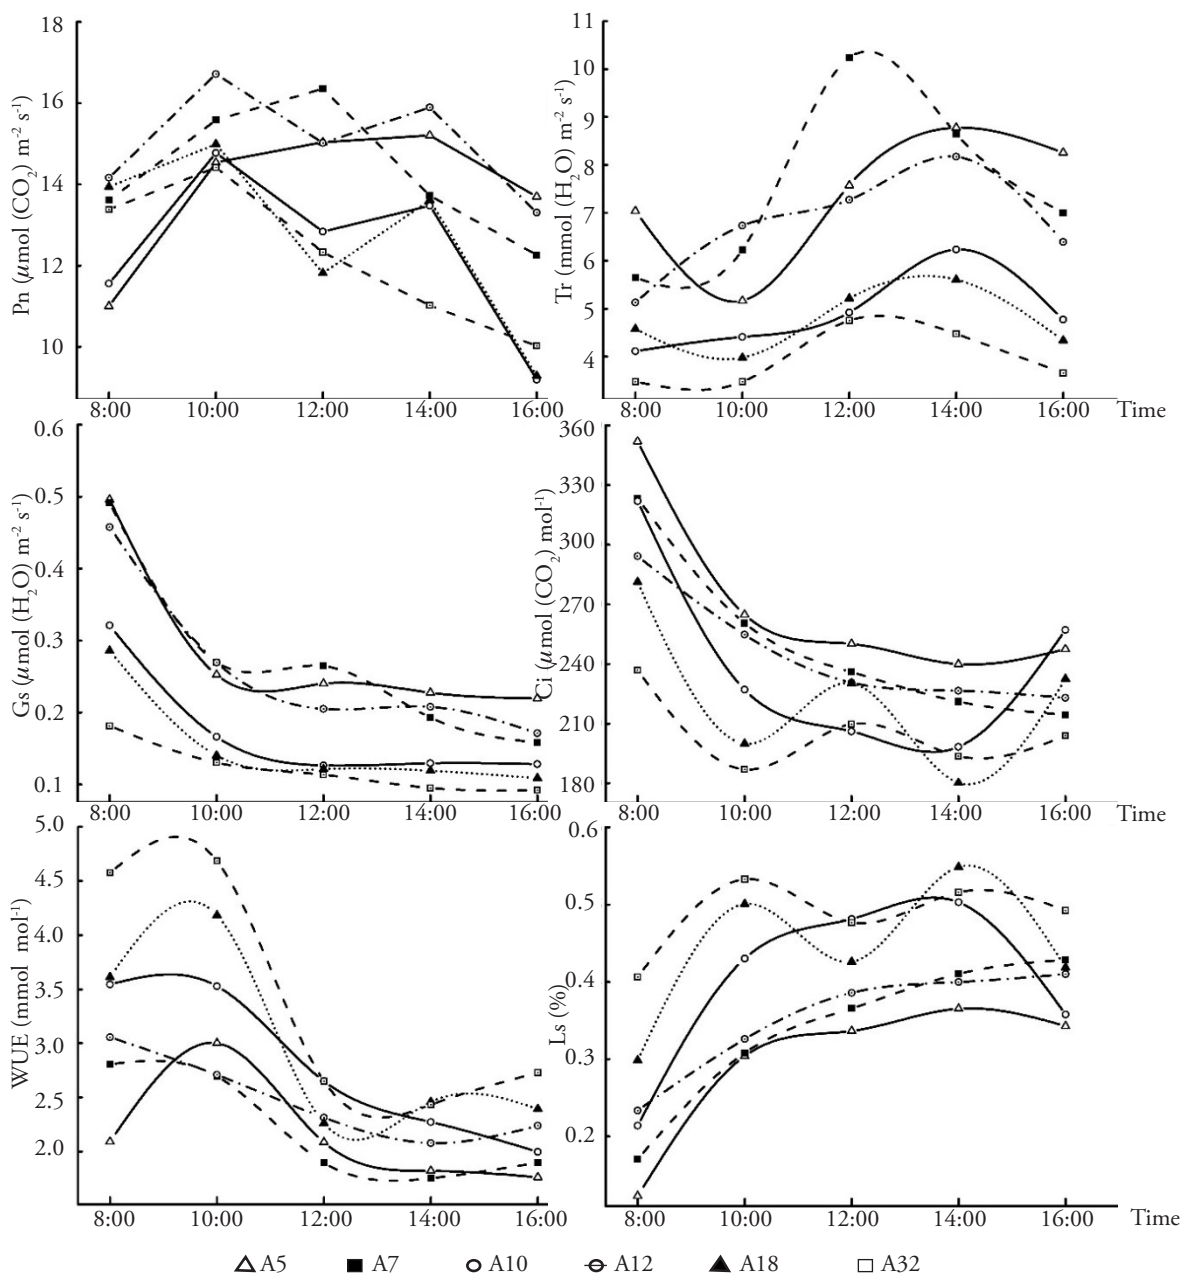 Pn (μmol (CO₂) m⁻² s⁻¹)
18
16
14
12
10
8:00 10:00 12:00 14:00 16:00
Tr (mmol (H₂O) m⁻² s⁻¹)
11
10
9
8
7
6
5
4
8:00 10:00 12:00 14:00 16:00 Time
Gs (μmol (H₂O) m⁻² s⁻¹)
0.6
0.5
0.4
0.3
0.2
0.1
8:00 10:00 12:00 14:00 16:00
Ci (μmol (CO₂) mol⁻¹)
360
330
300
270
240
210
180
8:00 10:00 12:00 14:00 16:00 Time
WUE (mmol mol⁻¹)
5.0
4.5
4.0
3.5
3.0
2.5
2.0
8:00 10:00 12:00 14:00 16:00
Ls (%)
0.6
0.5
0.4
0.3
0.2
8:00 10:00 12:00 14:00 16:00 Time
A5 A7 A10 A12 A18 A32